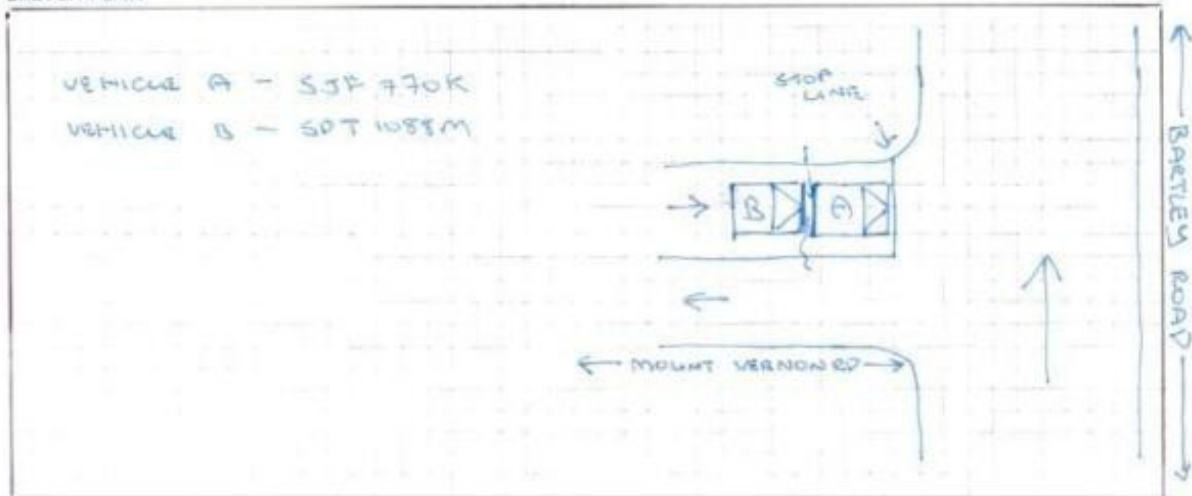 VEHICLE A - SJF 770K
VEHICLE B - SDT 1088M
STOP
LINE
B
A
BARTLEY ROAD
MOUNT VERNON RD